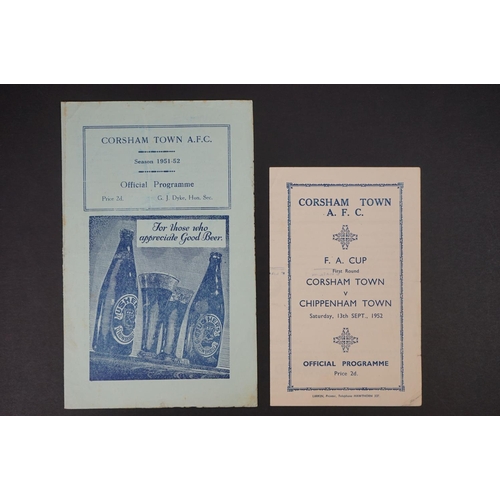 CORSHAM TOWN A.F.C.
Season 1951-52
Official Programme
Price 2d. G. J. Dyke, Hon. Sec.
For those who
appreciate Good Beer.
CORSHAM TOWN
A. F. C.
F. A. CUP
First Round
CORSHAM TOWN
v
CHIPPENHAM TOWN
Saturday, 13th SEPT., 1952
OFFICIAL PROGRAMME
Price 2d.